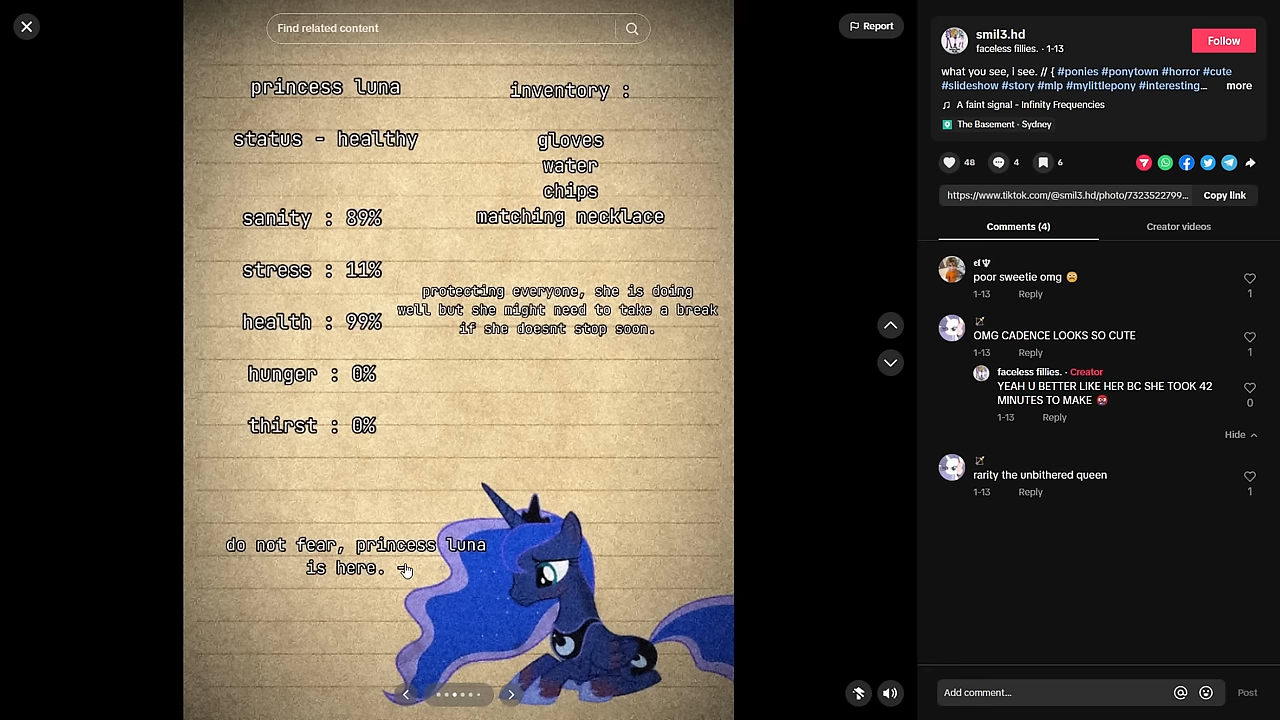 Find related content
Report
princess luna
status - healthy
sanity : 89%
stress : 11%
health : 99%
hunger : 0%
thirst : 0%
inventory :
gloves
water
chips
matching necklace
protecting everyone, she is doing
well but she might need to take a break
if she doesnt stop soon.
do not fear, princess luna
is here. -
smil3.hd
faceless fillies. · 1-13
Follow
what you see, i see. // { #ponies #ponytown #horror #cute
#slideshow #story #mlp #mylittlepony #interesting...
more
A faint signal - Infinity Frequencies
The Basement · Sydney
48
4
6
https://www.tiktok.com/@smil3.hd/photo/7323522799...
Copy link
Comments (4)
Creator videos
poor sweetie omg 😖
1-13
Reply
1
OMG CADENCE LOOKS SO CUTE
1-13
Reply
1
faceless fillies. · Creator
YEAH U BETTER LIKE HER BC SHE TOOK 42
MINUTES TO MAKE
1-13
Reply
0
Hide
rarity the unbithered queen
1-13
Reply
1
Add comment...
Post